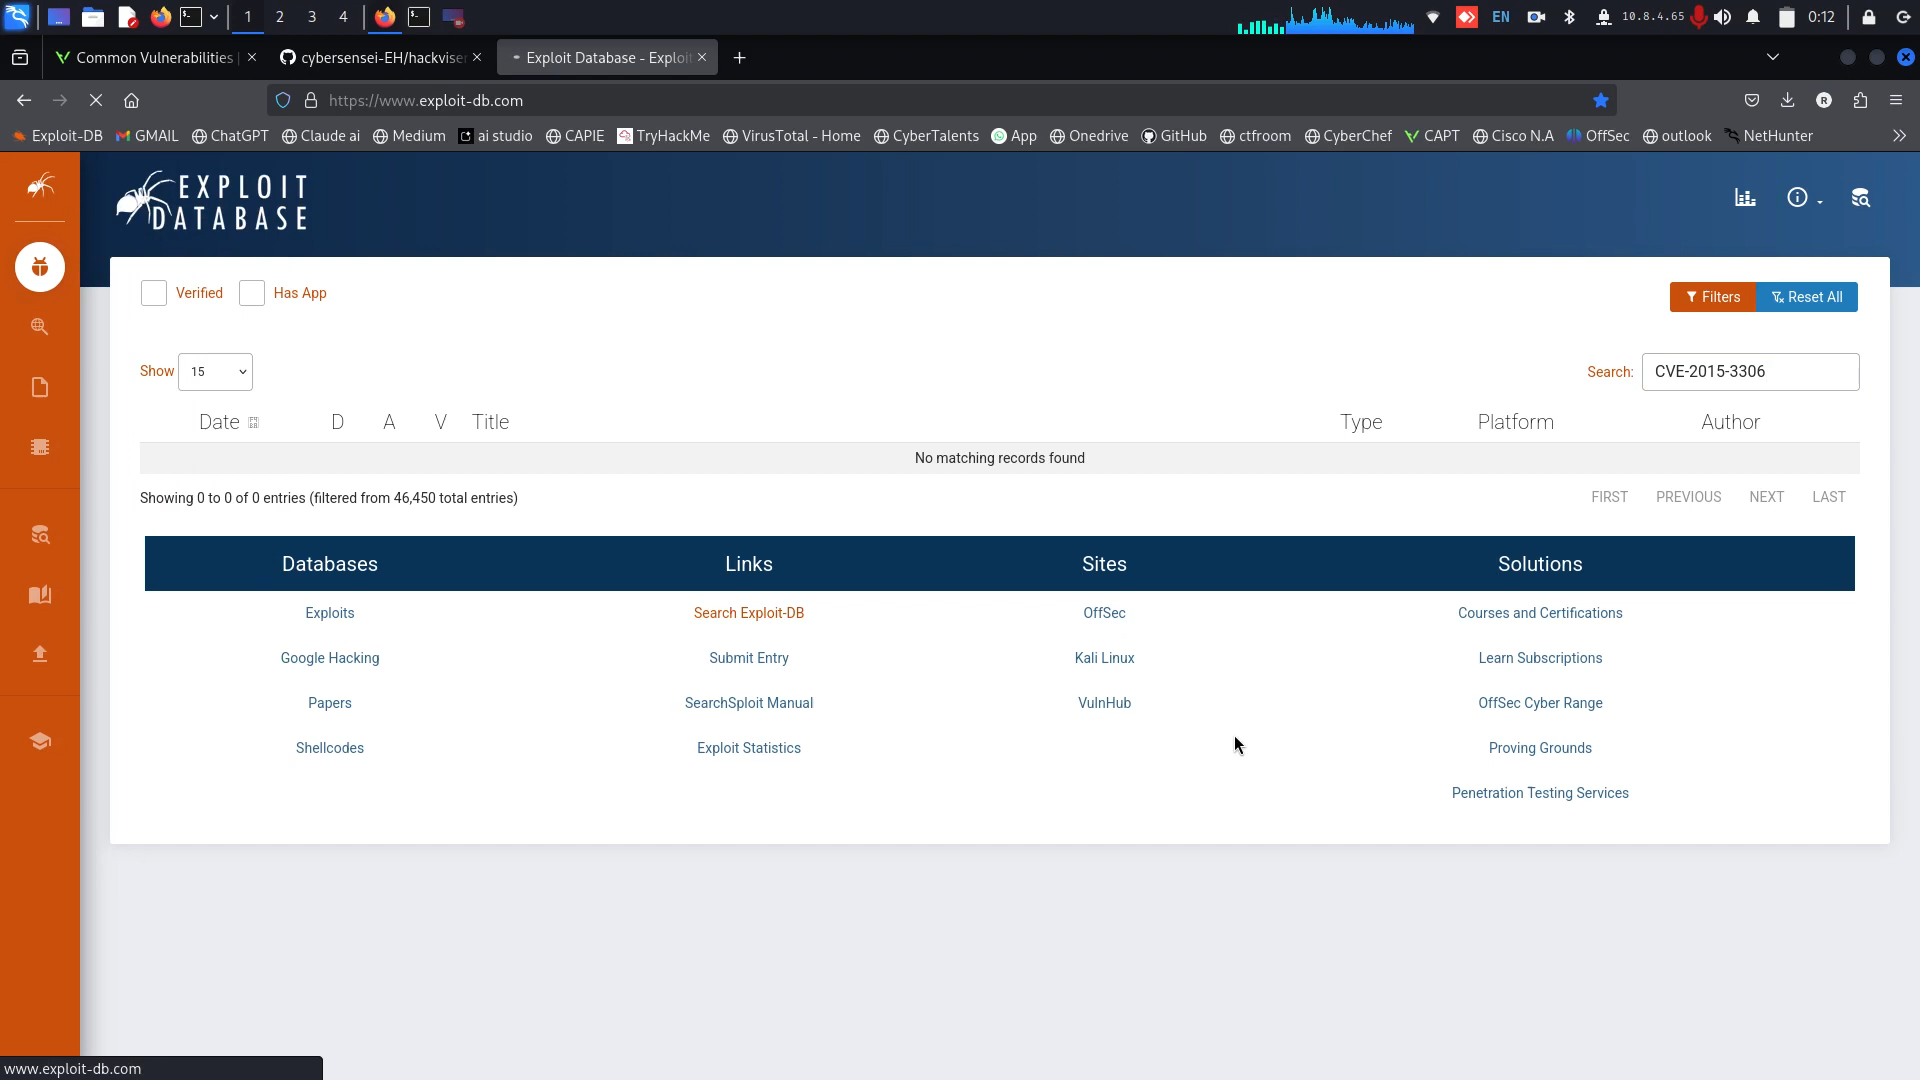 1 2 3 4 EN 10.8.4.65 0:12
Common Vulnerabilities cybersensei-EH/hackvise Exploit Database - Exploit
https://www.exploit-db.com R
Exploit-DB GMAIL ChatGPT Claude ai Medium ai studio CAPIE TryHackMe VirusTotal - Home CyberTalents App Onedrive GitHub ctfroom CyberChef CAPT Cisco N.A OffSec outlook NetHunter
EXPLOIT
DATABASE
Verified Has App Filters Reset All
Show 15 Search: CVE-2015-3306
Date D A V Title Type Platform Author
No matching records found
Showing 0 to 0 of 0 entries (filtered from 46,450 total entries) FIRST PREVIOUS NEXT LAST
Databases Links Sites Solutions
Exploits Search Exploit-DB OffSec Courses and Certifications
Google Hacking Submit Entry Kali Linux Learn Subscriptions
Papers SearchSploit Manual VulnHub OffSec Cyber Range
Shellcodes Exploit Statistics Proving Grounds
Penetration Testing Services
www.exploit-db.com